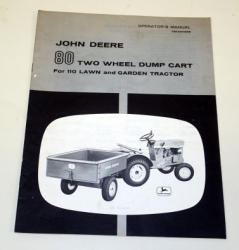 OPERATOR'S MANUAL
JOHN DEERE
80 TWO WHEEL DUMP CART
For 110 LAWN and GARDEN TRACTOR